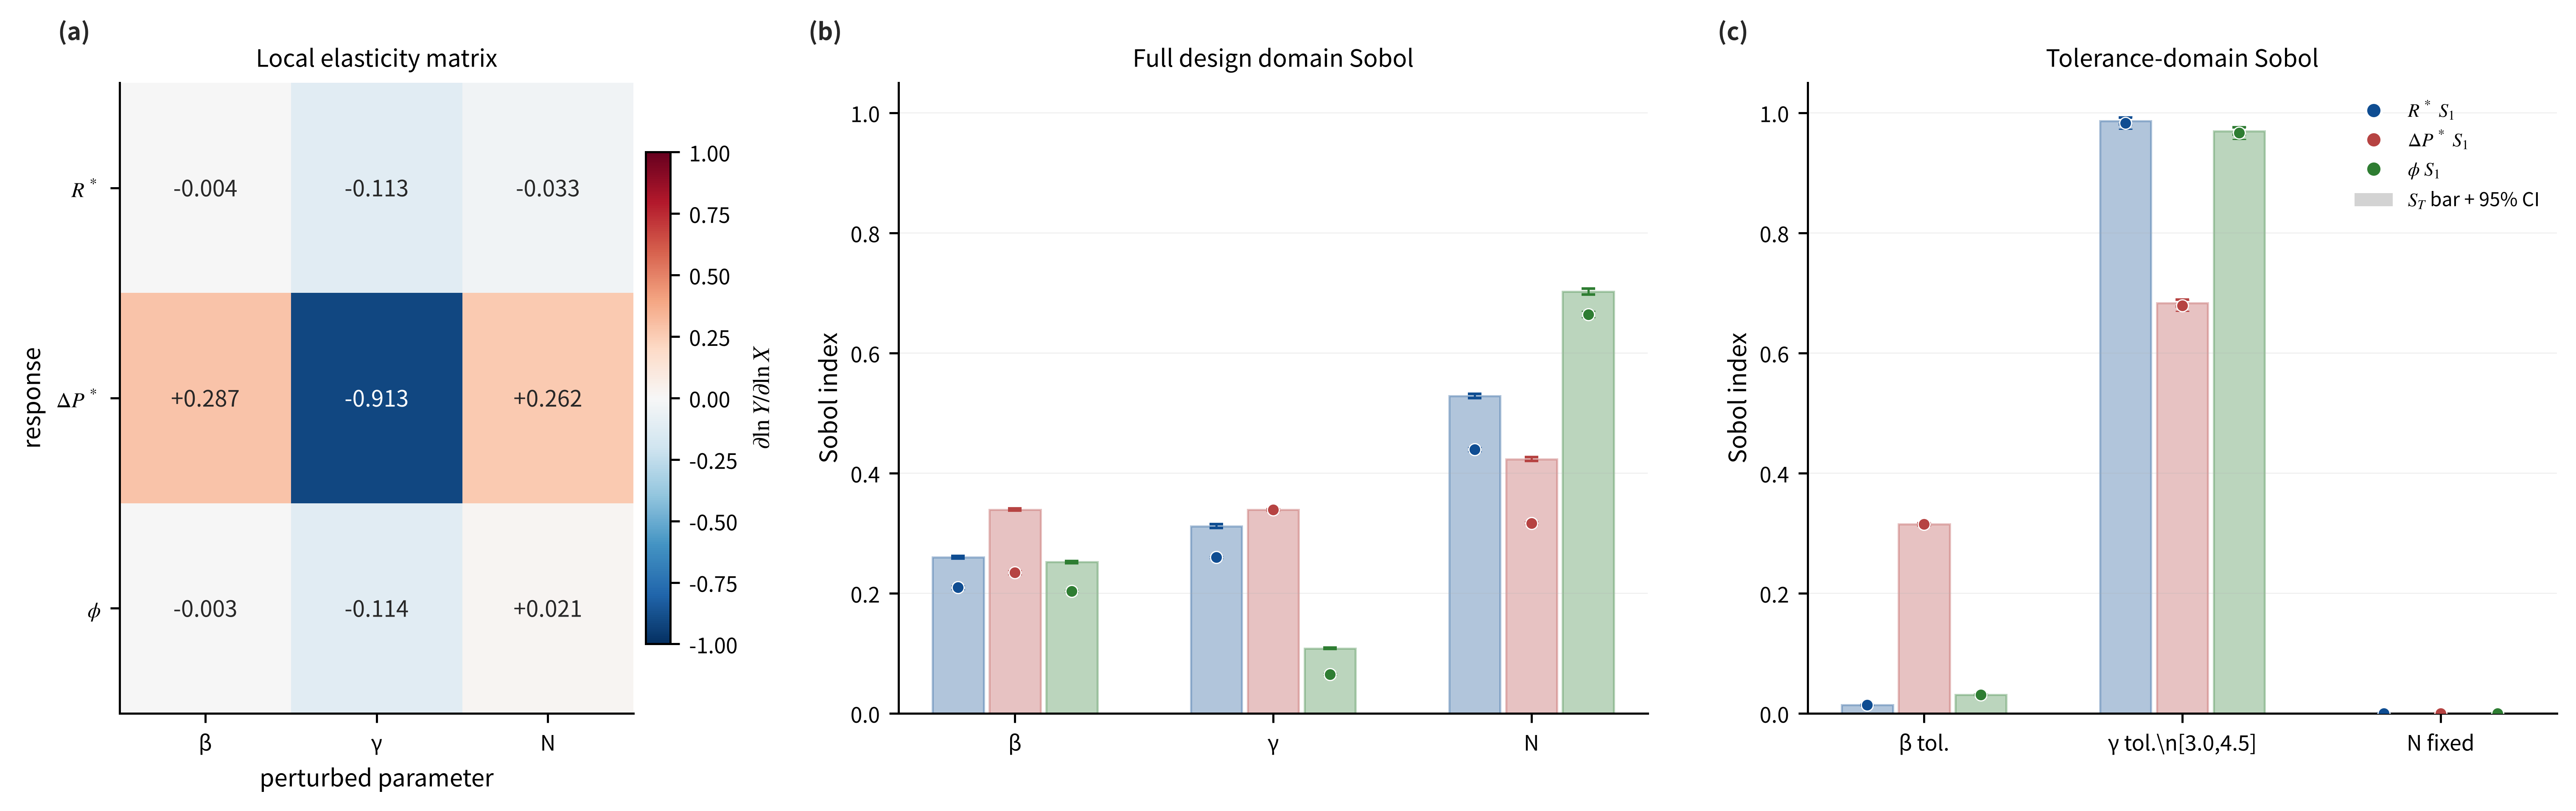 (a)
Local elasticity matrix
response
R*
ΔP*
ϕ
-0.004 -0.113 -0.033
+0.287 -0.913 +0.262
-0.003 -0.114 +0.021
β γ N
perturbed parameter
1.00
0.75
0.50
0.25
0.00
-0.25
-0.50
-0.75
-1.00
∂ln Y/∂ln X
(b)
Full design domain Sobol
Sobol index
1.0
0.8
0.6
0.4
0.2
0.0
β γ N
(c)
Tolerance-domain Sobol
Sobol index
1.0
0.8
0.6
0.4
0.2
0.0
β tol. γ tol.\n[3.0,4.5] N fixed
R* S₁
ΔP* S₁
ϕ S₁
S_T bar + 95% CI